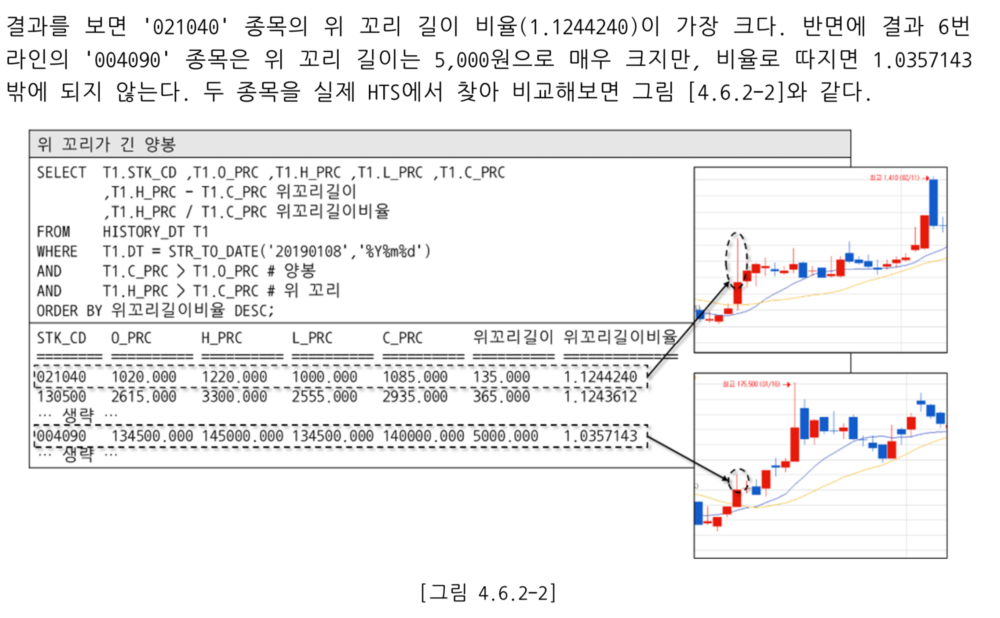 결과를 보면 '021040' 종목의 위 꼬리 길이 비율(1.1244240)이 가장 크다. 반면에 결과 6번
라인의 '004090' 종목은 위 꼬리 길이는 5,000원으로 매우 크지만, 비율로 따지면 1.0357143
밖에 되지 않는다. 두 종목을 실제 HTS에서 찾아 비교해보면 그림 [4.6.2-2]와 같다.
위 꼬리가 긴 양봉
SELECT T1.STK_CD ,T1.O_PRC ,T1.H_PRC ,T1.L_PRC ,T1.C_PRC
,T1.H_PRC - T1.C_PRC 위꼬리길이
,T1.H_PRC / T1.C_PRC 위꼬리길이비율
FROM HISTORY_DT T1
WHERE T1.DT = STR_TO_DATE('20190108','%Y%m%d')
AND T1.C_PRC > T1.O_PRC # 양봉
AND T1.H_PRC > T1.C_PRC # 위 꼬리
ORDER BY 위꼬리길이비율 DESC;
STK_CD O_PRC H_PRC L_PRC C_PRC 위꼬리길이 위꼬리길이비율
======== ========== ========== ========== ========== ========== ==============
021040 1020.000 1220.000 1000.000 1085.000 135.000 1.1244240
130500 2615.000 3300.000 2555.000 2935.000 365.000 1.1243612
… 생략 …
004090 134500.000 145000.000 134500.000 140000.000 5000.000 1.0357143
… 생략 …
최고 1,410 (02/11)
최고 175,500 (01/16)
[그림 4.6.2-2]